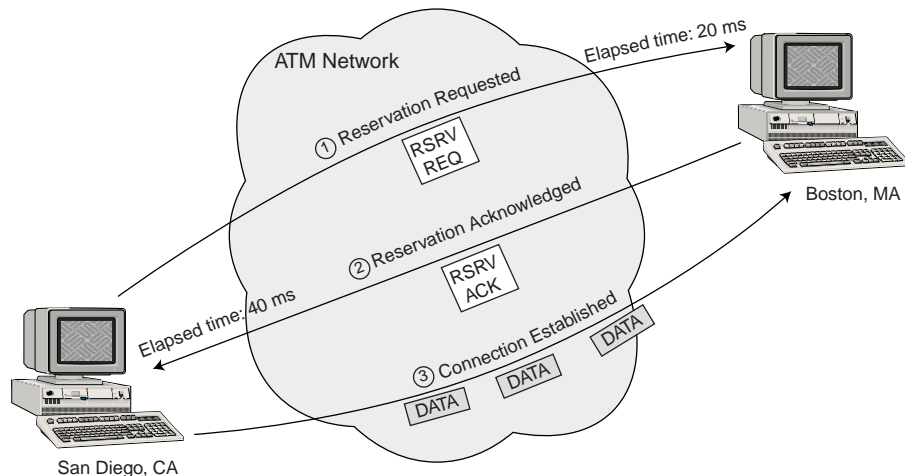 ATM Network
Elapsed time: 20 ms
① Reservation Requested
RSRV
REQ
Boston, MA
② Reservation Acknowledged
RSRV
ACK
Elapsed time: 40 ms
③ Connection Established
DATA
DATA
DATA
San Diego, CA